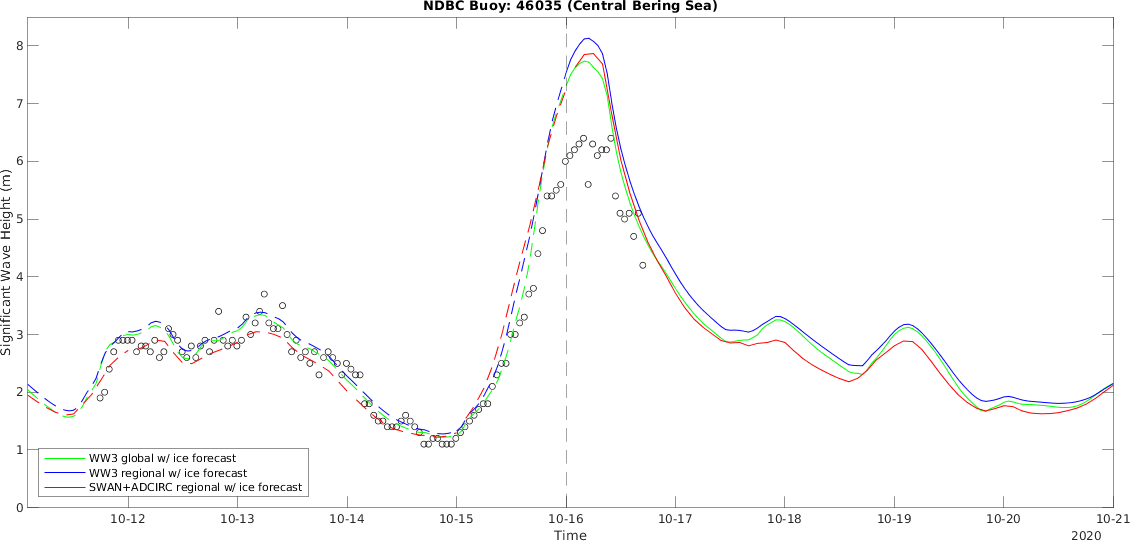 NDBC Buoy: 46035 (Central Bering Sea)
8
7
6
5
4
3
2
1
0
Significant Wave Height (m)
WW3 global w/ ice forecast
WW3 regional w/ ice forecast
SWAN+ADCIRC regional w/ ice forecast
10-12 10-13 10-14 10-15 10-16 10-17 10-18 10-19 10-20 10-21
Time
2020